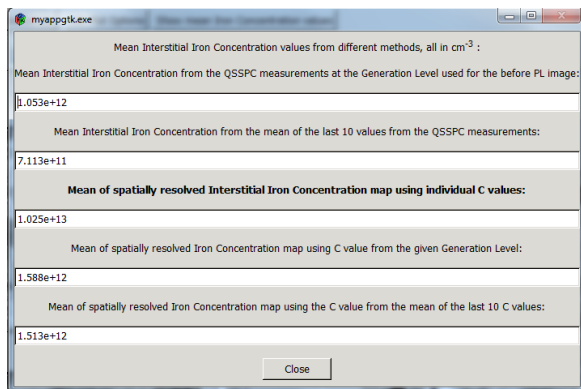 myappgtk.exe
Mean Interstitial Iron Concentration values from different methods, all in cm⁻³ :
Mean Interstitial Iron Concentration from the QSSPC measurements at the Generation Level used for the before PL image:
1.053e+12
Mean Interstitial Iron Concentration from the mean of the last 10 values from the QSSPC measurements:
7.113e+11
Mean of spatially resolved Interstitial Iron Concentration map using individual C values:
1.025e+13
Mean of spatially resolved Iron Concentration map using C value from the given Generation Level:
1.588e+12
Mean of spatially resolved Iron Concentration map using the C value from the mean of the last 10 C values:
1.513e+12
Close